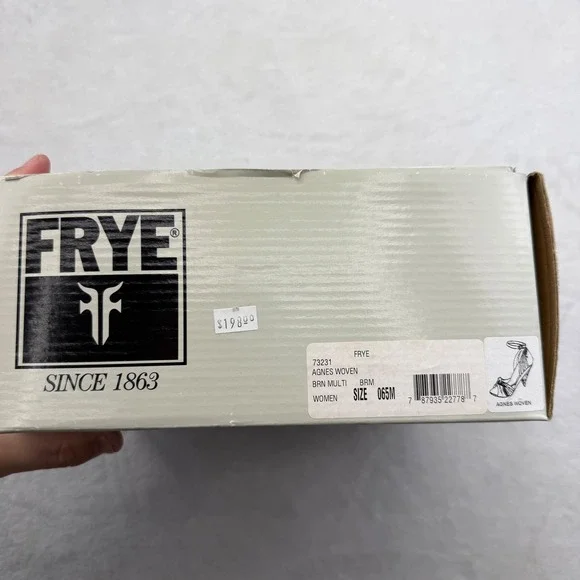 FRYE®
SINCE 1863
$198.00
FRYE
73231
AGNES WOVEN
BRN MULTI BRM
WOMEN SIZE 065M
7 87935 22778 7
AGNES WOVEN